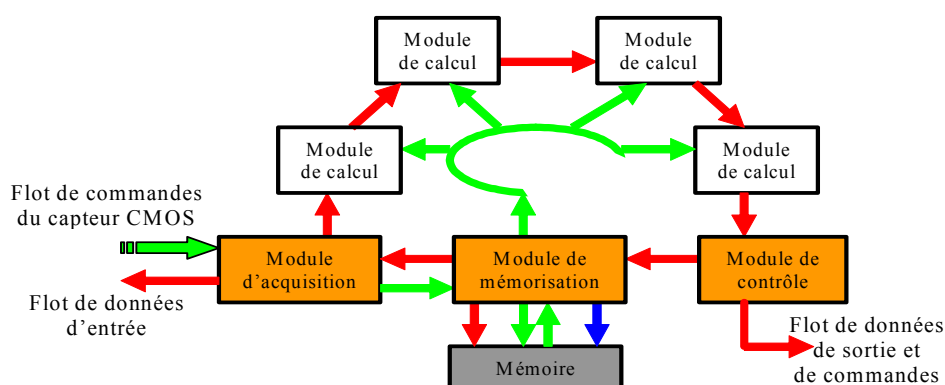 Module
de calcul
Module
de calcul
Module
de calcul
Module
de calcul
Flot de commandes
du capteur CMOS
Module
d'acquisition
Module de
mémorisation
Module de
contrôle
Flot de données
d'entrée
Mémoire
Flot de données
de sortie et
de commandes